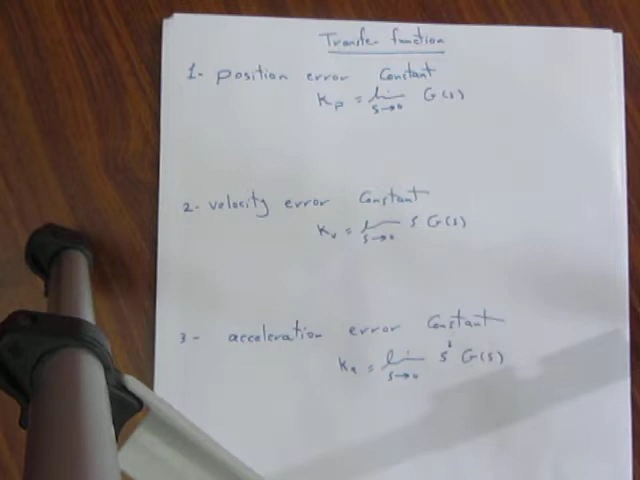 Transfer function
1- position error Constant
Kp = lim s→0 G(s)
2- velocity error Constant
Kv = lim s→0 s G(s)
3- acceleration error Constant
Ka = lim s→0 s² G(s)